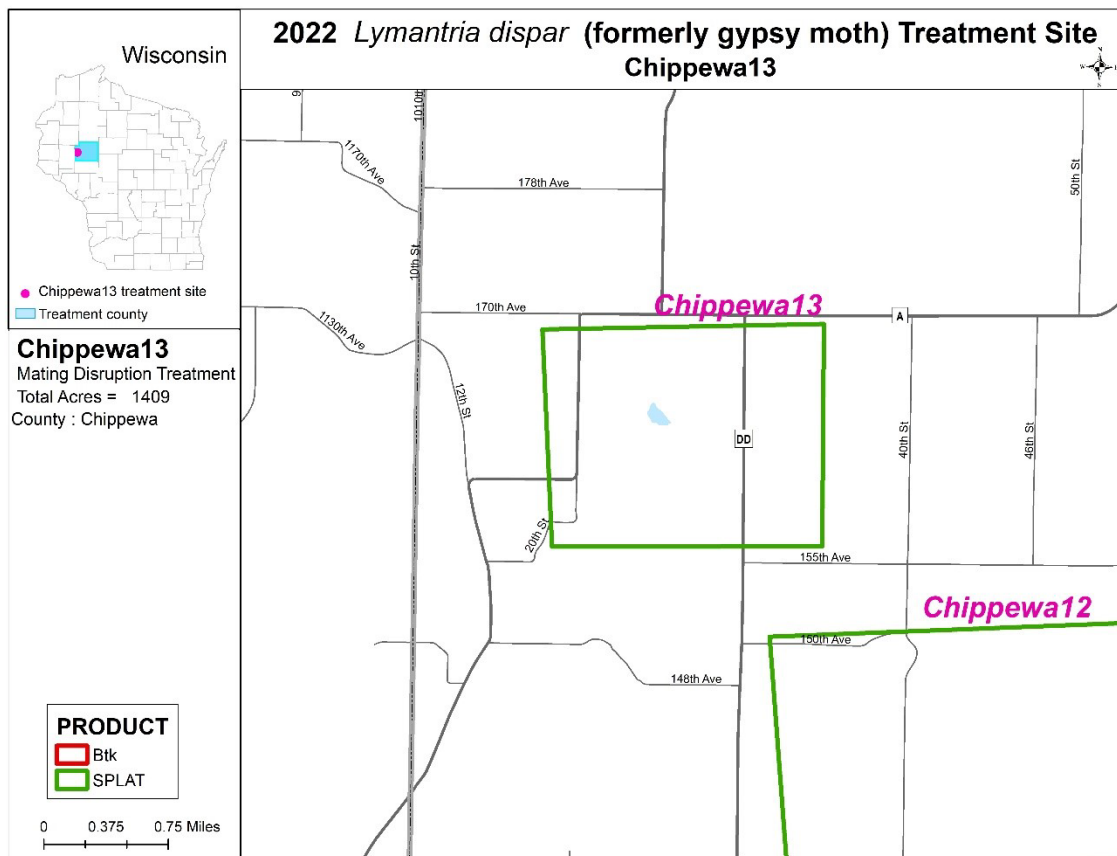 2022 Lymantria dispar (formerly gypsy moth) Treatment Site
Chippewa13
N
W
E
S
Wisconsin
Chippewa13 treatment site
Treatment county
Chippewa13
Mating Disruption Treatment
Total Acres = 1409
County : Chippewa
PRODUCT
Btk
SPLAT
0 0.375 0.75 Miles
1010th
1170th Ave
178th Ave
50th St
10th St
170th Ave
Chippewa13
A
1130th Ave
12th St
DD
40th St
46th St
20th St
155th Ave
Chippewa12
150th Ave
148th Ave